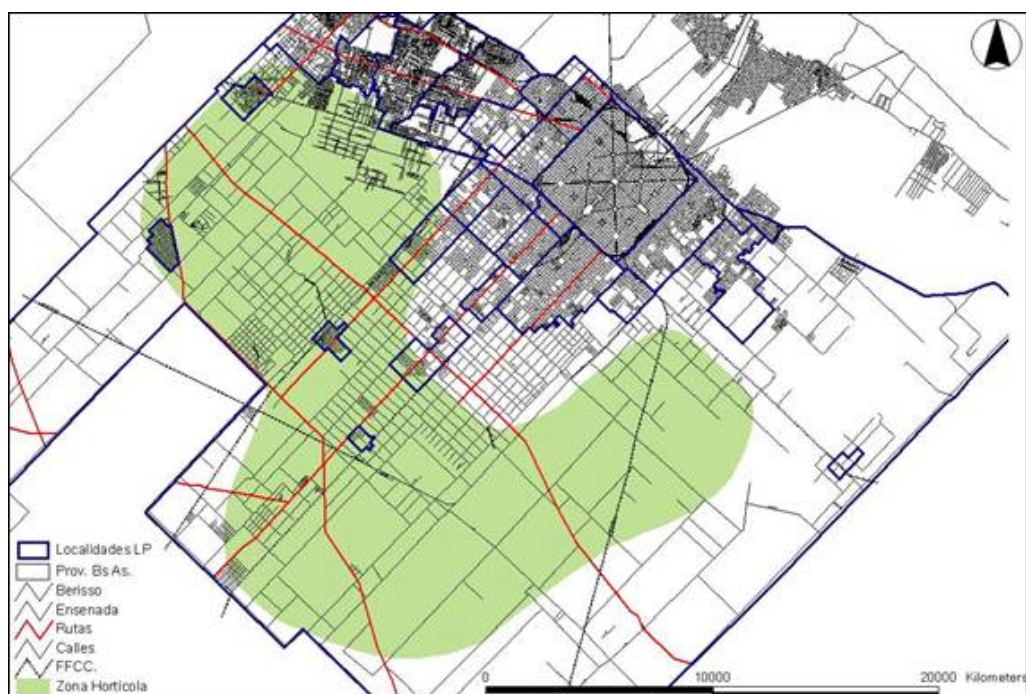 Localidades LP
Prov. Bs As.
Berisso
Ensenada
Rutas
Calles
FFCC.
Zona Hortícola
0 10000 20000 Kilometers